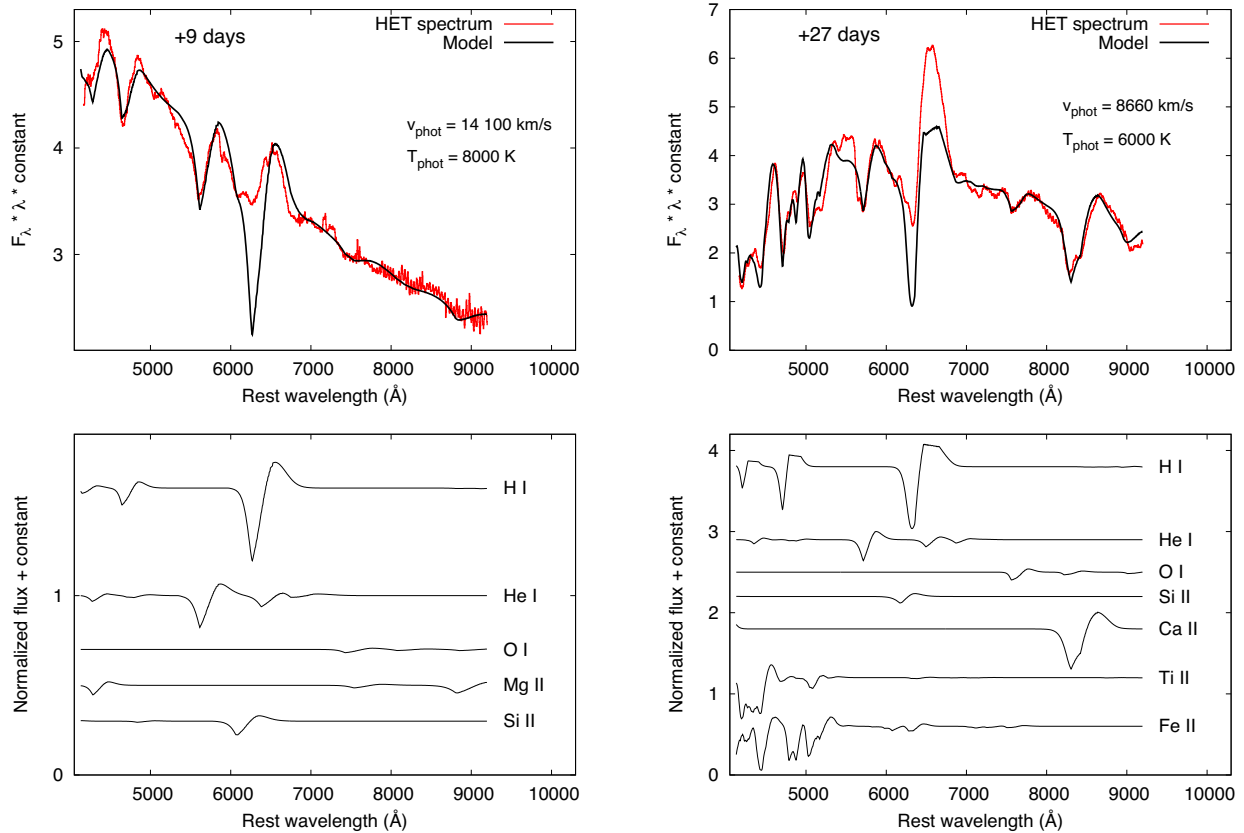 +9 days
HET spectrum
Model
v_phot = 14 100 km/s
T_phot = 8000 K
5
4
3
F_λ * λ * constant
5000 6000 7000 8000 9000 10000
Rest wavelength (Å)
+27 days
HET spectrum
Model
v_phot = 8660 km/s
T_phot = 6000 K
7
6
5
4
3
2
1
0
F_λ * λ * constant
5000 6000 7000 8000 9000 10000
Rest wavelength (Å)
H I
He I
O I
Mg II
Si II
1
0
Normalized flux + constant
5000 6000 7000 8000 9000 10000
Rest wavelength (Å)
H I
He I
O I
Si II
Ca II
Ti II
Fe II
4
3
2
1
0
Normalized flux + constant
5000 6000 7000 8000 9000 10000
Rest wavelength (Å)